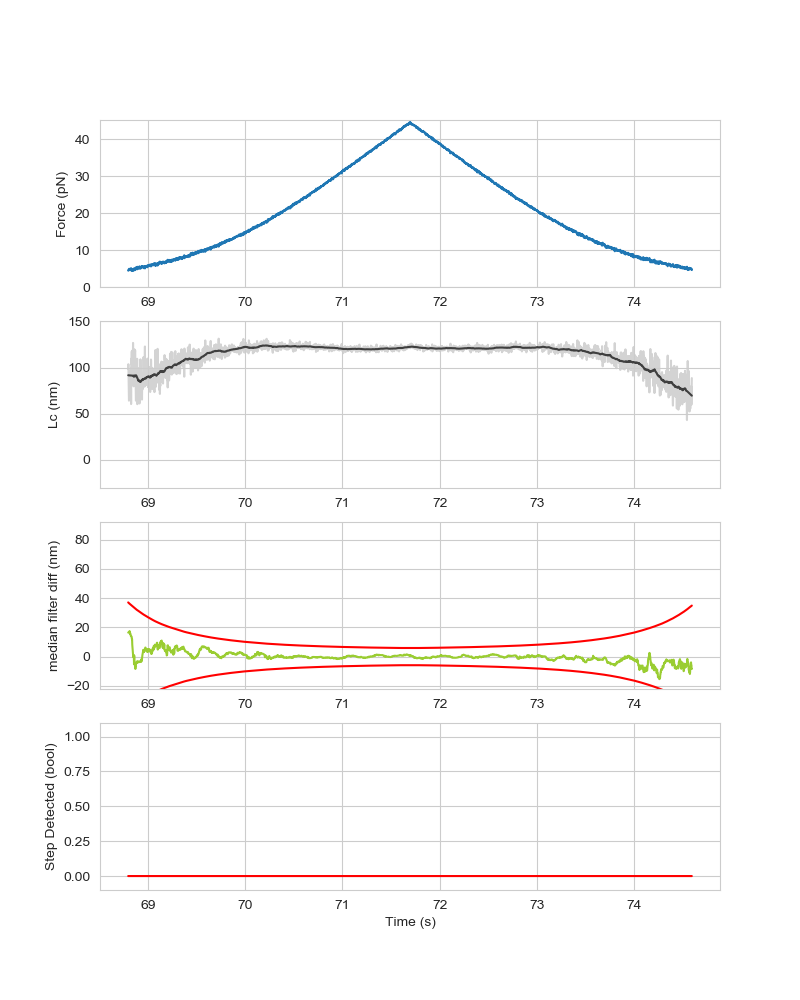 40
30
20
10
0
Force (pN)
69 70 71 72 73 74
150
100
50
0
Lc (nm)
69 70 71 72 73 74
80
60
40
20
0
−20
median filter diff (nm)
69 70 71 72 73 74
1.00
0.75
0.50
0.25
0.00
Step Detected (bool)
69 70 71 72 73 74
Time (s)